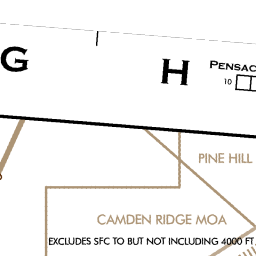 G
H
PENSAC
10
PINE HILL
CAMDEN RIDGE MOA
EXCLUDES SFC TO BUT NOT INCLUDING 4000 FT